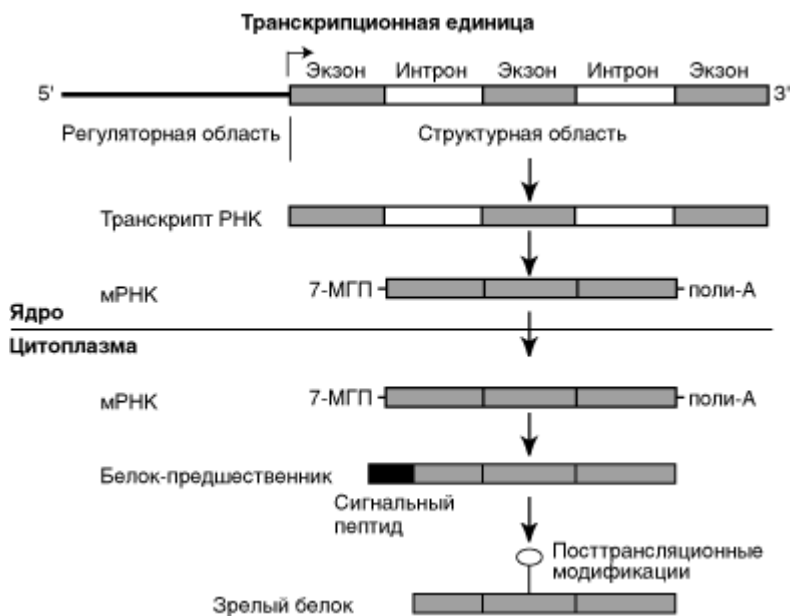 Транскрипционная единица
Экзон Интрон Экзон Интрон Экзон
5' 3'
Регуляторная область Структурная область
Транскрипт РНК
мРНК 7-МГП поли-А
Ядро
Цитоплазма
мРНК 7-МГП поли-А
Белок-предшественник
Сигнальный
пептид
Посттрансляционные
модификации
Зрелый белок